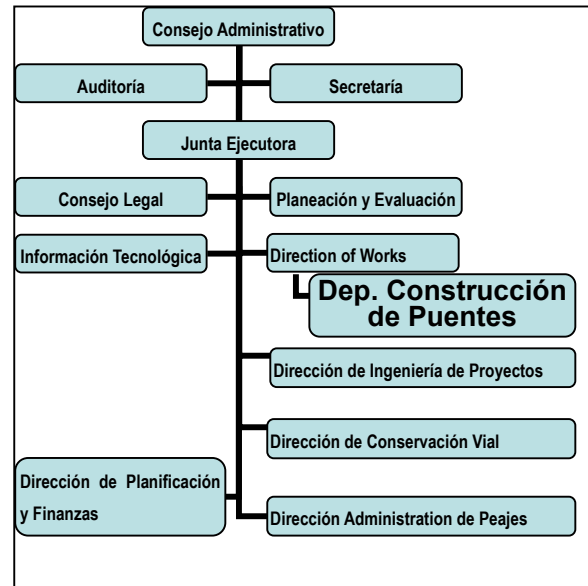 Consejo Administrativo
Auditoría
Secretaría
Junta Ejecutora
Consejo Legal
Planeación y Evaluación
Información Tecnológica
Direction of Works
Dep. Construcción
de Puentes
Dirección de Ingeniería de Proyectos
Dirección de Conservación Vial
Dirección de Planificación
y Finanzas
Dirección Administration de Peajes